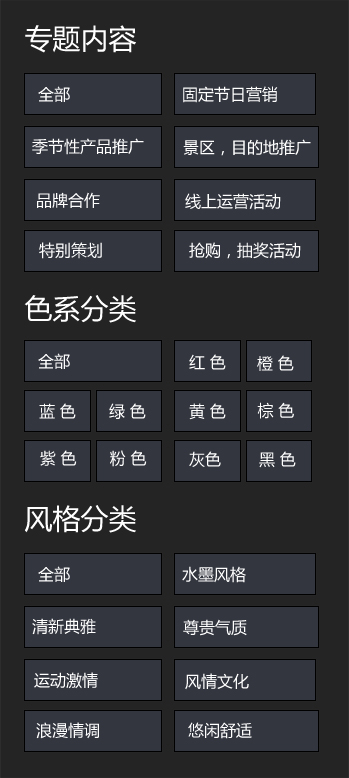 专题内容
全部 固定节日营销
季节性产品推广 景区，目的地推广
品牌合作 线上运营活动
特别策划 抢购，抽奖活动
色系分类
全部 红 色 橙 色
蓝 色 绿 色 黄 色 棕 色
紫 色 粉 色 灰色 黑 色
风格分类
全部 水墨风格
清新典雅 尊贵气质
运动激情 风情文化
浪漫情调 悠闲舒适